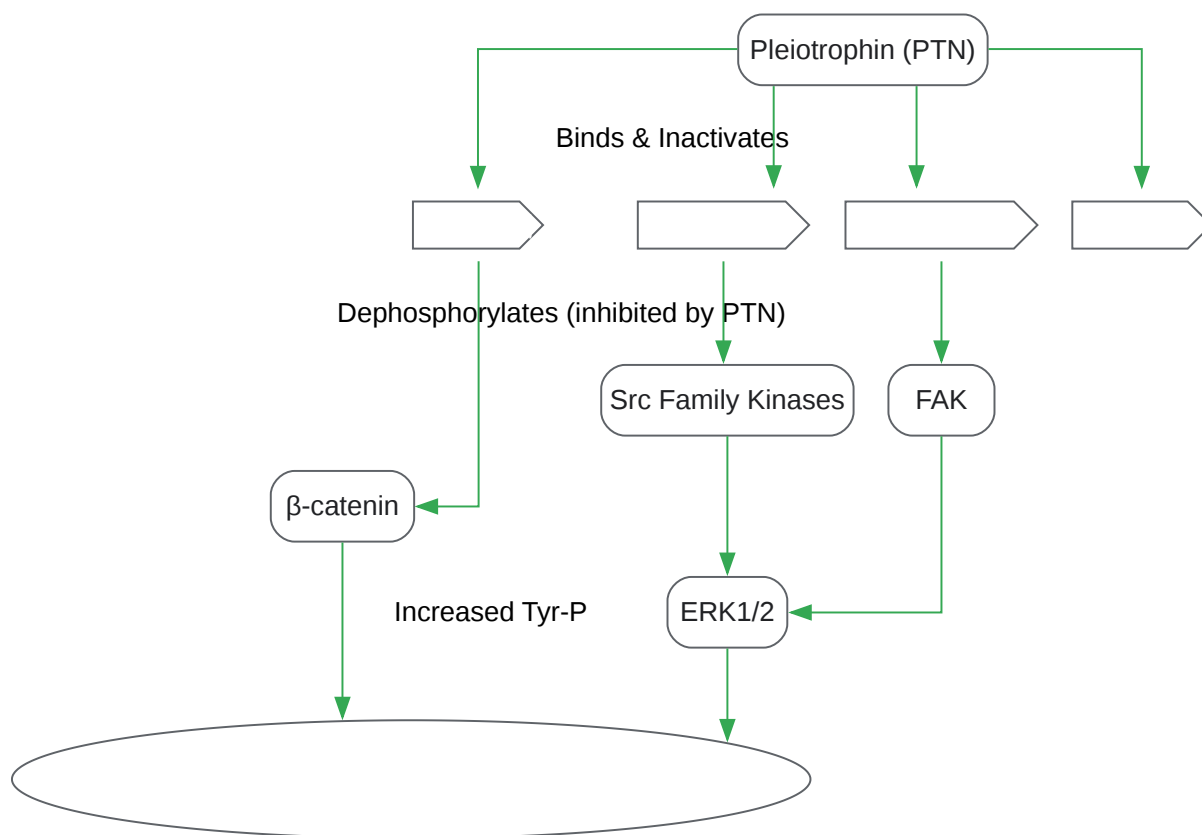 Pleiotrophin (PTN)
Binds & Inactivates
Dephosphorylates (inhibited by PTN)
Src Family Kinases
FAK
β-catenin
Increased Tyr-P
ERK1/2